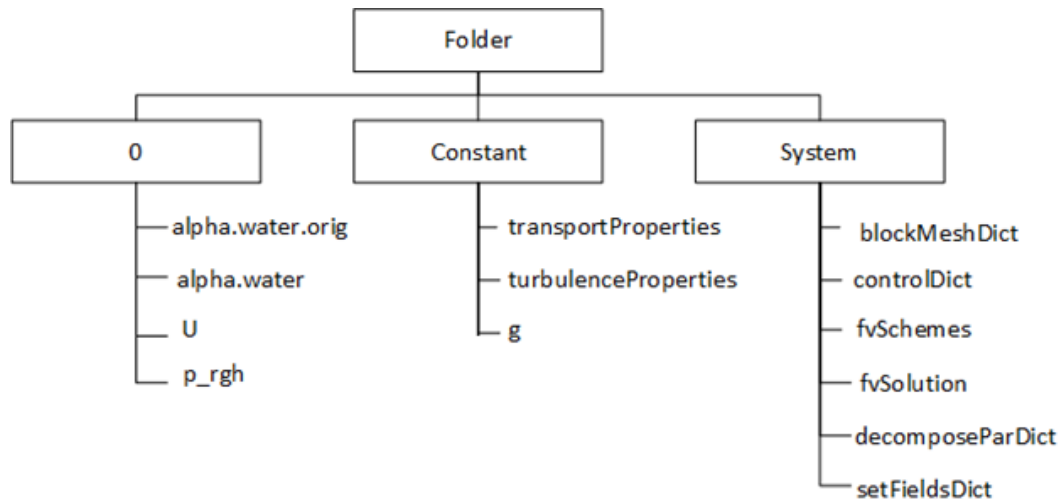 Folder
0
Constant
System
alpha.water.orig
alpha.water
U
p_rgh
transportProperties
turbulenceProperties
g
blockMeshDict
controlDict
fvSchemes
fvSolution
decomposeParDict
setFieldsDict